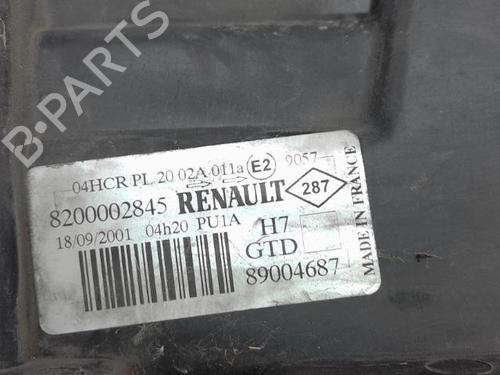 B-PARTS
04HCR PL 20 02A 011a E2 9057
8200002845 RENAULT 287
18/09/2001 04h20 PU1A H7
GTD
89004687
MADE IN FRANCE